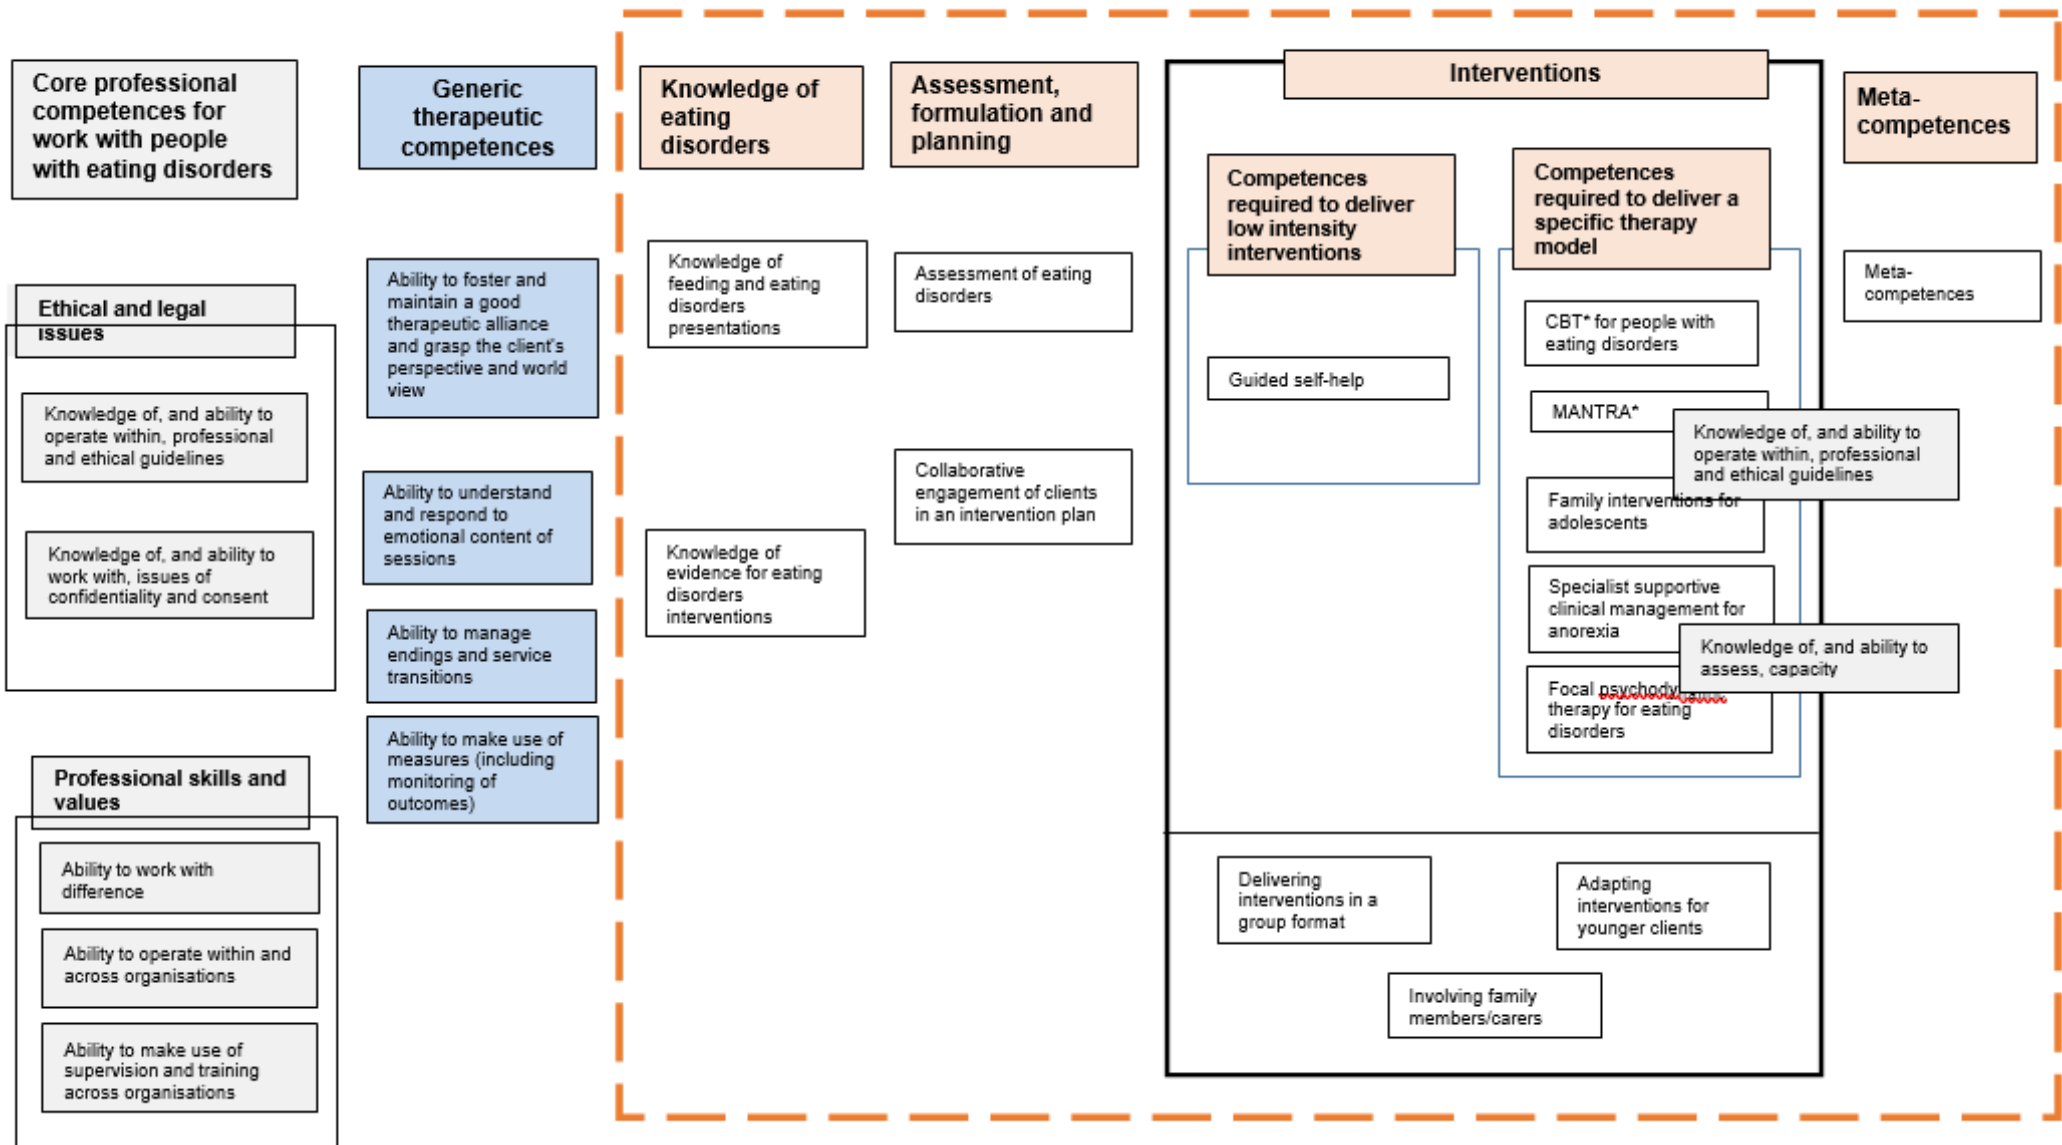 Core professional
competences for
work with people
with eating disorders
Ethical and legal
issues
Knowledge of, and ability to
operate within, professional
and ethical guidelines
Knowledge of, and ability to
work with, issues of
confidentiality and consent
Professional skills and
values
Ability to work with
difference
Ability to operate within and
across organisations
Ability to make use of
supervision and training
across organisations
Generic
therapeutic
competences
Ability to foster and
maintain a good
therapeutic alliance
and grasp the client's
perspective and world
view
Ability to understand
and respond to
emotional content of
sessions
Ability to manage
endings and service
transitions
Ability to make use of
measures (including
monitoring of
outcomes)
Knowledge of
eating
disorders
Knowledge of
feeding and eating
disorders
presentations
Knowledge of
evidence for eating
disorders
interventions
Assessment,
formulation and
planning
Assessment of eating
disorders
Collaborative
engagement of clients
in an intervention plan
Interventions
Competences
required to deliver
low intensity
interventions
Guided self-help
Competences
required to deliver a
specific therapy
model
CBT* for people with
eating disorders
MANTRA*
Knowledge of, and ability to
operate within, professional
and ethical guidelines
Family interventions for
adolescents
Specialist supportive
clinical management for
anorexia
Knowledge of, and ability to
assess, capacity
Focal
therapy for eating
disorders
Delivering
interventions in a
group format
Adapting
interventions for
younger clients
Involving family
members/carers
Meta-
competences
Meta-
competences